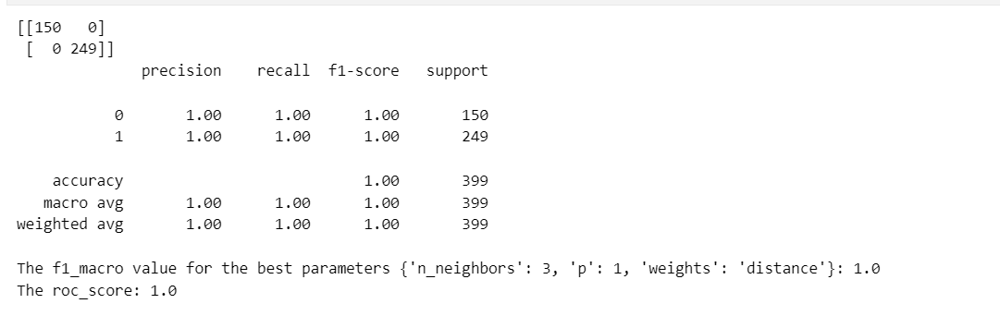 [[150   0]
 [  0 249]]
              precision    recall  f1-score   support

           0       1.00      1.00      1.00       150
           1       1.00      1.00      1.00       249

    accuracy                           1.00       399
   macro avg       1.00      1.00      1.00       399
weighted avg       1.00      1.00      1.00       399

The f1_macro value for the best parameters {'n_neighbors': 3, 'p': 1, 'weights': 'distance'}: 1.0
The roc_score: 1.0